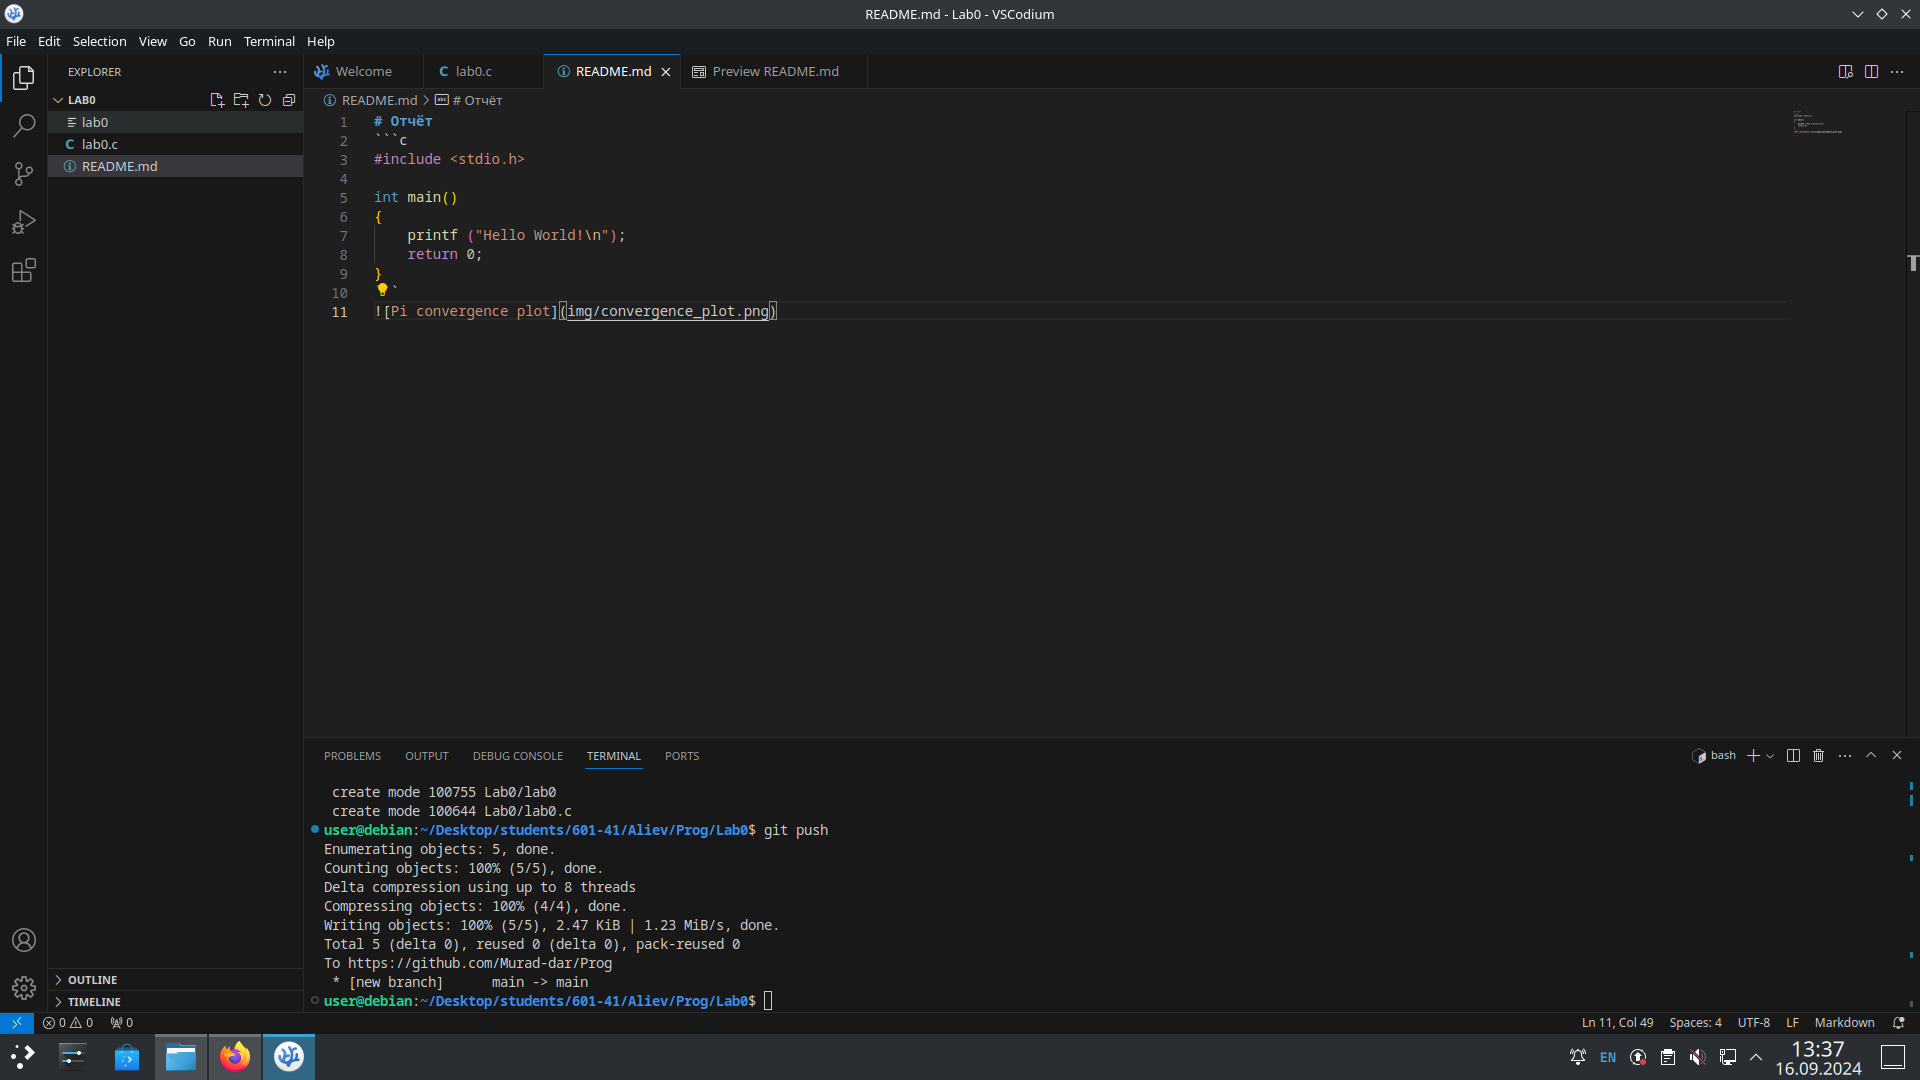 README.md - Lab0 - VSCodium
File Edit Selection View Go Run Terminal Help
EXPLORER
Welcome
lab0.c
README.md
Preview README.md
LAB0
README.md > # Отчёт
lab0
lab0.c
README.md
1 # Отчёт
2 ```c
3 #include <stdio.h>
4
5 int main()
6 {
7 printf ("Hello World!\n");
8 return 0;
9 }
10 `
11 ![Pi convergence plot](img/convergence_plot.png)
PROBLEMS OUTPUT DEBUG CONSOLE TERMINAL PORTS
bash
create mode 100755 Lab0/lab0
create mode 100644 Lab0/lab0.c
user@debian:~/Desktop/students/601-41/Aliev/Prog/Lab0$ git push
Enumerating objects: 5, done.
Counting objects: 100% (5/5), done.
Delta compression using up to 8 threads
Compressing objects: 100% (4/4), done.
Writing objects: 100% (5/5), 2.47 KiB | 1.23 MiB/s, done.
Total 5 (delta 0), reused 0 (delta 0), pack-reused 0
To https://github.com/Murad-dar/Prog
* [new branch] main -> main
user@debian:~/Desktop/students/601-41/Aliev/Prog/Lab0$
OUTLINE
TIMELINE
0 0 0
Ln 11, Col 49 Spaces: 4 UTF-8 LF Markdown
EN
13:37
16.09.2024